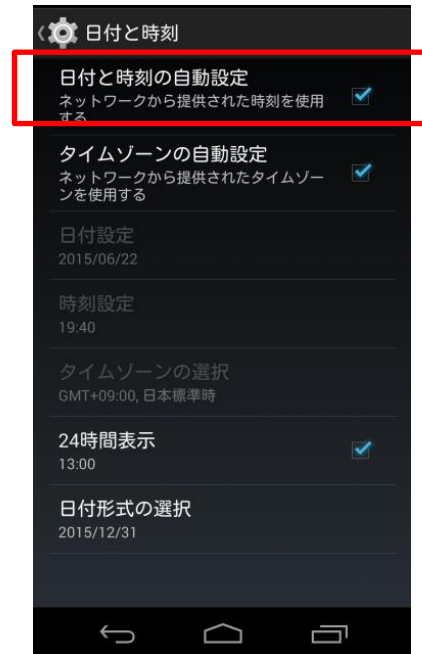 日付と時刻
日付と時刻の自動設定
ネットワークから提供された時刻を使用
する
タイムゾーンの自動設定
ネットワークから提供されたタイムゾー
ンを使用する
日付設定
2015/06/22
時刻設定
19:40
タイムゾーンの選択
GMT+09:00, 日本標準時
24時間表示
13:00
日付形式の選択
2015/12/31